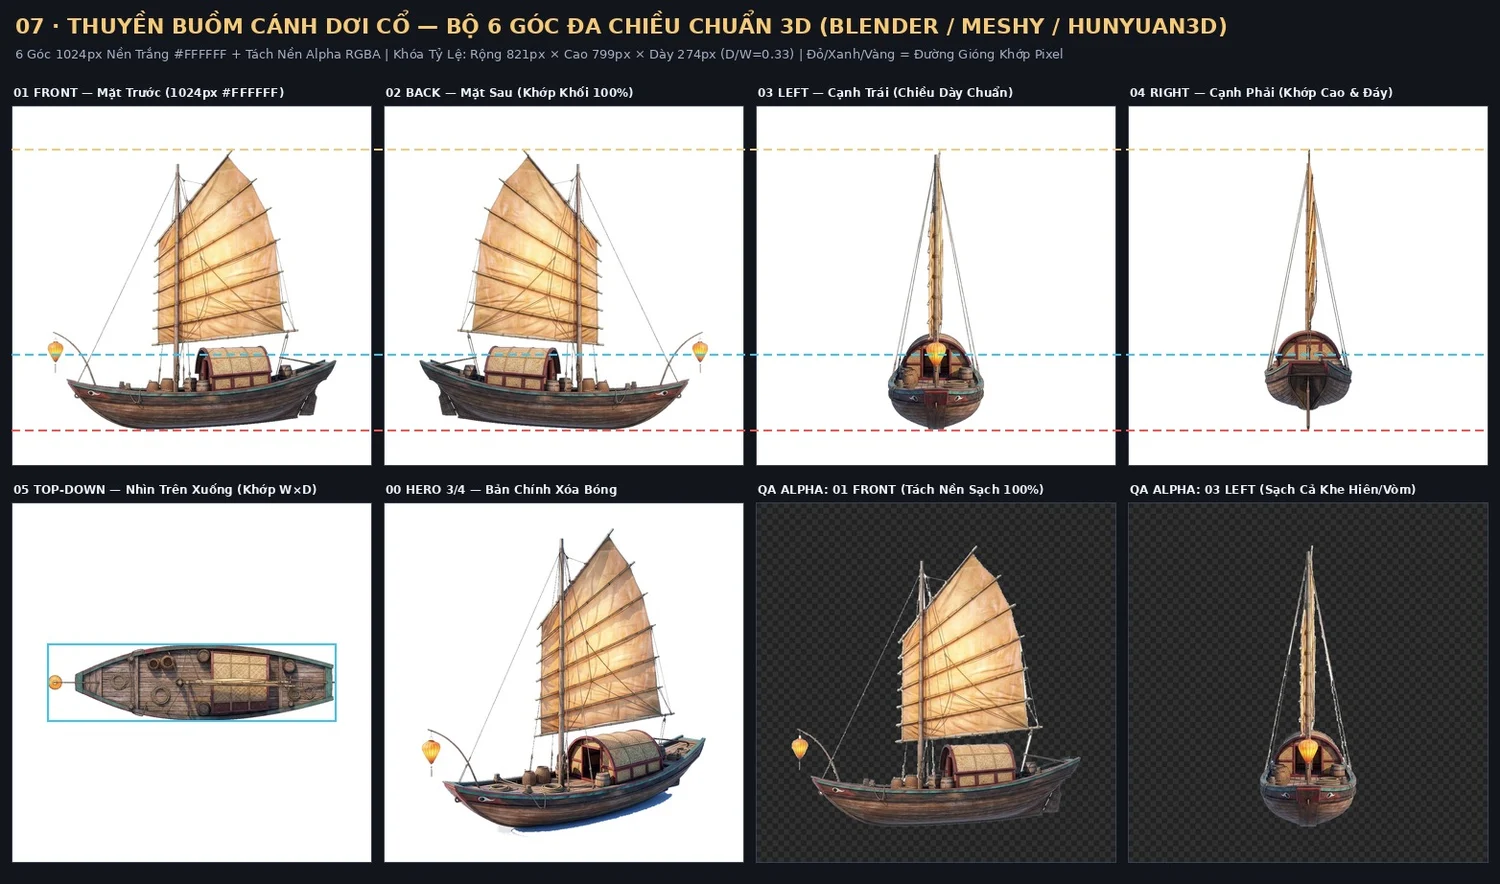 07 · THUYỀN BUỒM CÁNH DƠI CỔ — BỘ 6 GÓC ĐA CHIỀU CHUẨN 3D (BLENDER / MESHY / HUNYUAN3D)
6 Góc 1024px Nền Trắng #FFFFFF + Tách Nền Alpha RGBA | Khóa Tỷ Lệ: Rộng 821px × Cao 799px × Dày 274px (D/W=0.33) | Đỏ/Xanh/Vàng = Đường Gióng Khớp Pixel
01 FRONT — Mặt Trước (1024px #FFFFFF)
02 BACK — Mặt Sau (Khớp Khối 100%)
03 LEFT — Cạnh Trái (Chiều Dày Chuẩn)
04 RIGHT — Cạnh Phải (Khớp Cao & Đáy)
05 TOP-DOWN — Nhìn Trên Xuống (Khớp W×D)
00 HERO 3/4 — Bản Chính Xóa Bóng
QA ALPHA: 01 FRONT (Tách Nền Sạch 100%)
QA ALPHA: 03 LEFT (Sạch Cả Khe Hiên/Vòm)